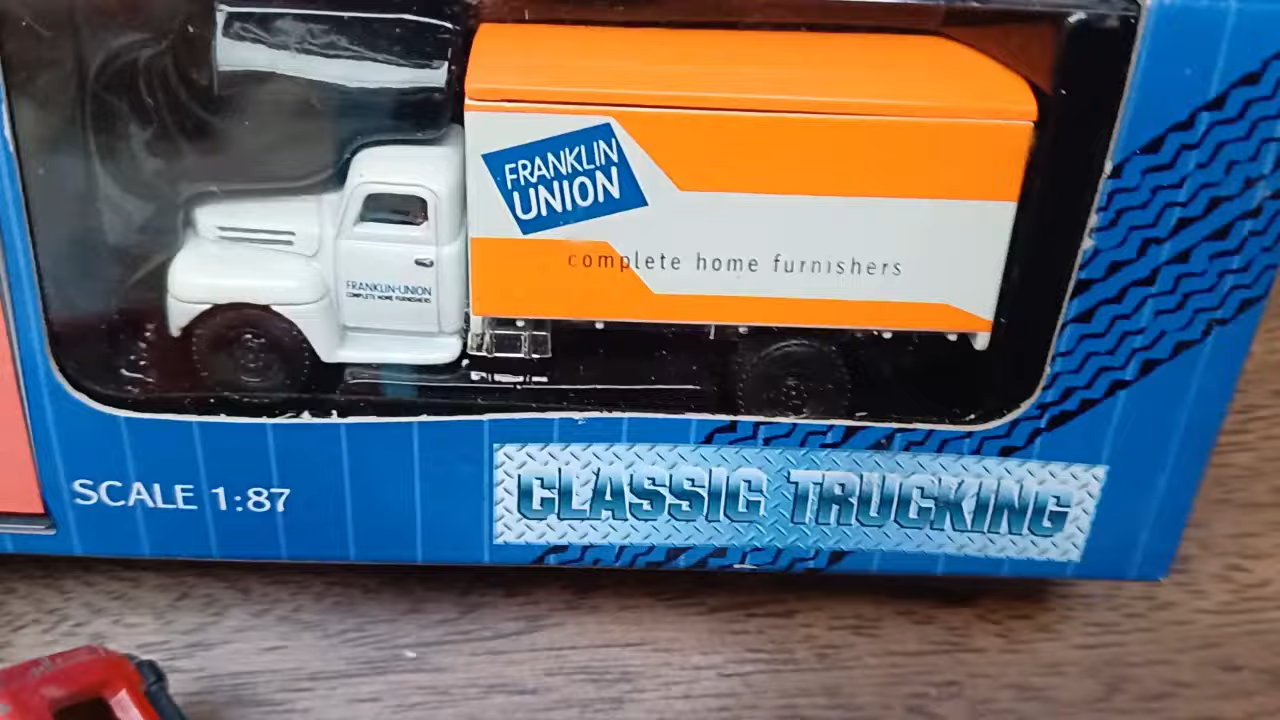 FRANKLIN
UNION
complete home furnishers
FRANKLIN-UNION
COMPLETE HOME FURNISHERS
SCALE 1:87
CLASSIC TRUCKING